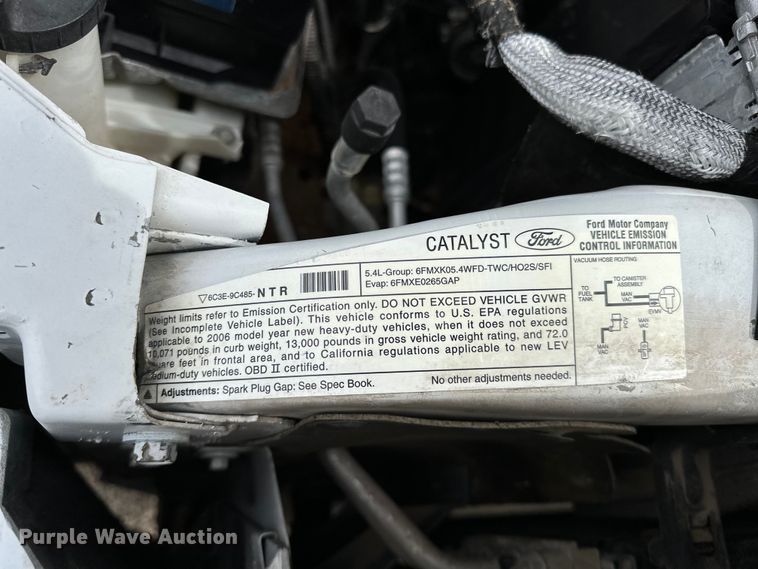 CATALYST Ford
Ford Motor Company
VEHICLE EMISSION
CONTROL INFORMATION
▽6C3E-9C485-NTR
5.4L-Group: 6FMXK05.4WFD-TWC/HO2S/SFI
Evap: 6FMXE0265GAP
Weight limits refer to Emission Certification only. DO NOT EXCEED VEHICLE GVWR
(See Incomplete Vehicle Label). This vehicle conforms to U.S. EPA regulations
applicable to 2006 model year new heavy-duty vehicles, when it does not exceed
10,071 pounds in curb weight, 13,000 pounds in gross vehicle weight rating, and 72.0
square feet in frontal area, and to California regulations applicable to new LEV
medium-duty vehicles. OBD II certified.
Adjustments: Spark Plug Gap: See Spec Book.
No other adjustments needed.
VACUUM HOSE ROUTING
TO
FUEL
TANK
TO CANISTER
ASSEMBLY
EVMV
MAN
VAC
MAN
VAC
PCV
MAN
VAC
Purple Wave Auction